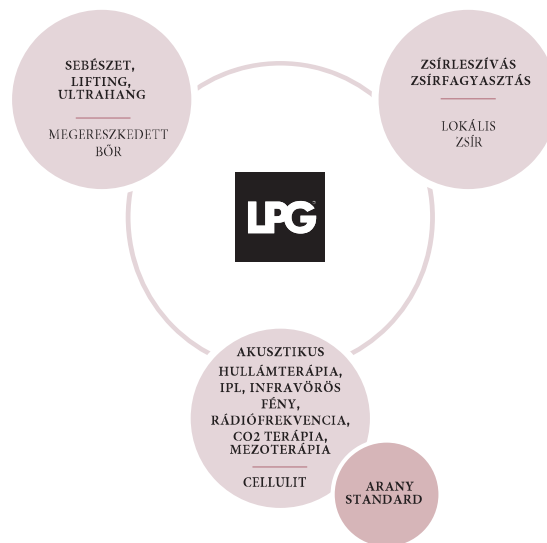 SEBÉSZET,
LIFTING,
ULTRAHANG
MEGERESZKEDETT
BŐR
ZSÍRLESZÍVÁS
ZSÍRFAGYASZTÁS
LOKÁLIS
ZSÍR
LPG
AKUSZTIKUS
HULLÁMTERÁPIA,
IPL, INFRAVÖRÖS
FÉNY,
RÁDIÓFREKVENCIA,
CO2 TERÁPIA,
MEZOTERÁPIA
CELLULIT
ARANY
STANDARD